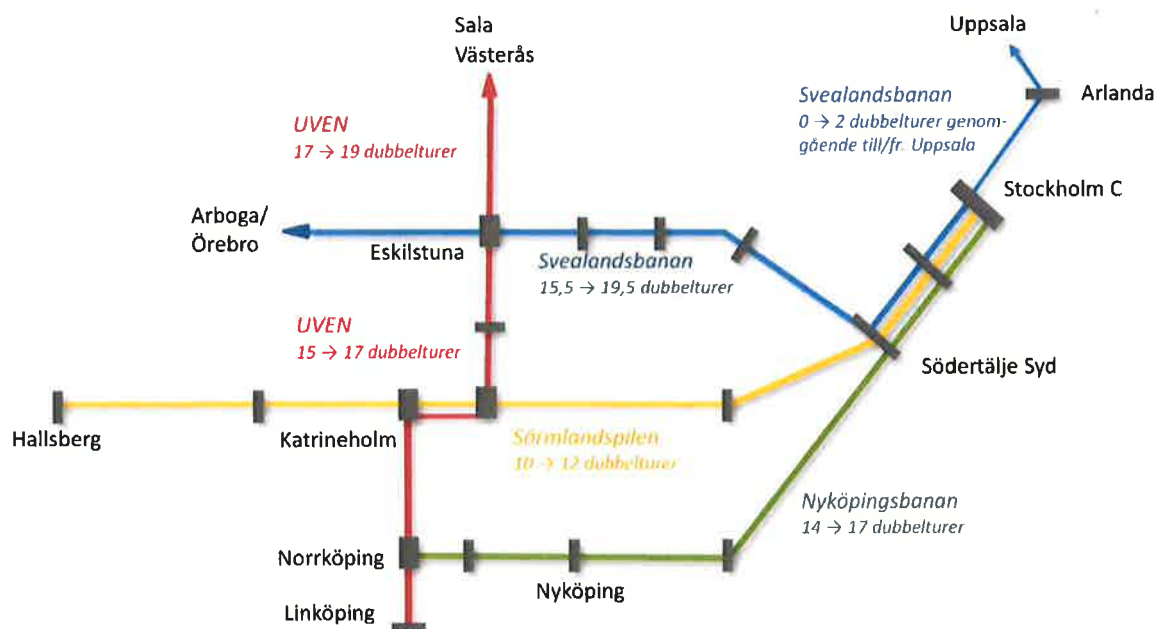 Sala
Västerås
Uppsala
UVEN
17 → 19 dubbelturer
Svealandsbanan
0 → 2 dubbelturer genom-
gående till/fr. Uppsala
Arlanda
Stockholm C
Arboga/
Örebro
Eskilstuna
Svealandsbanan
15,5 → 19,5 dubbelturer
UVEN
15 → 17 dubbelturer
Södertälje Syd
Hallsberg
Katrineholm
Sörmlandspilen
10 → 12 dubbelturer
Nyköpingsbanan
14 → 17 dubbelturer
Norrköping
Nyköping
Linköping